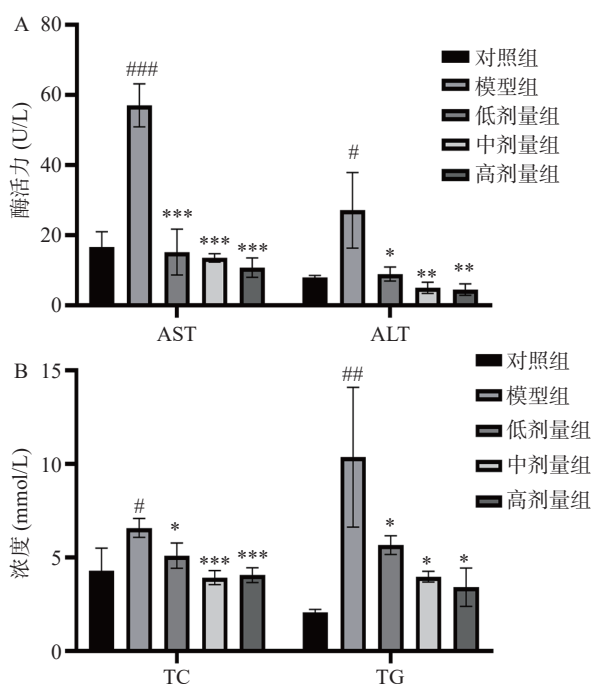 A
酶活力 (U/L)
80
60
40
20
0
###
***
***
***
#
*
**
**
AST
ALT
对照组
模型组
低剂量组
中剂量组
高剂量组
B
浓度 (mmol/L)
15
10
5
0
#
*
***
***
##
*
*
*
TC
TG
对照组
模型组
低剂量组
中剂量组
高剂量组